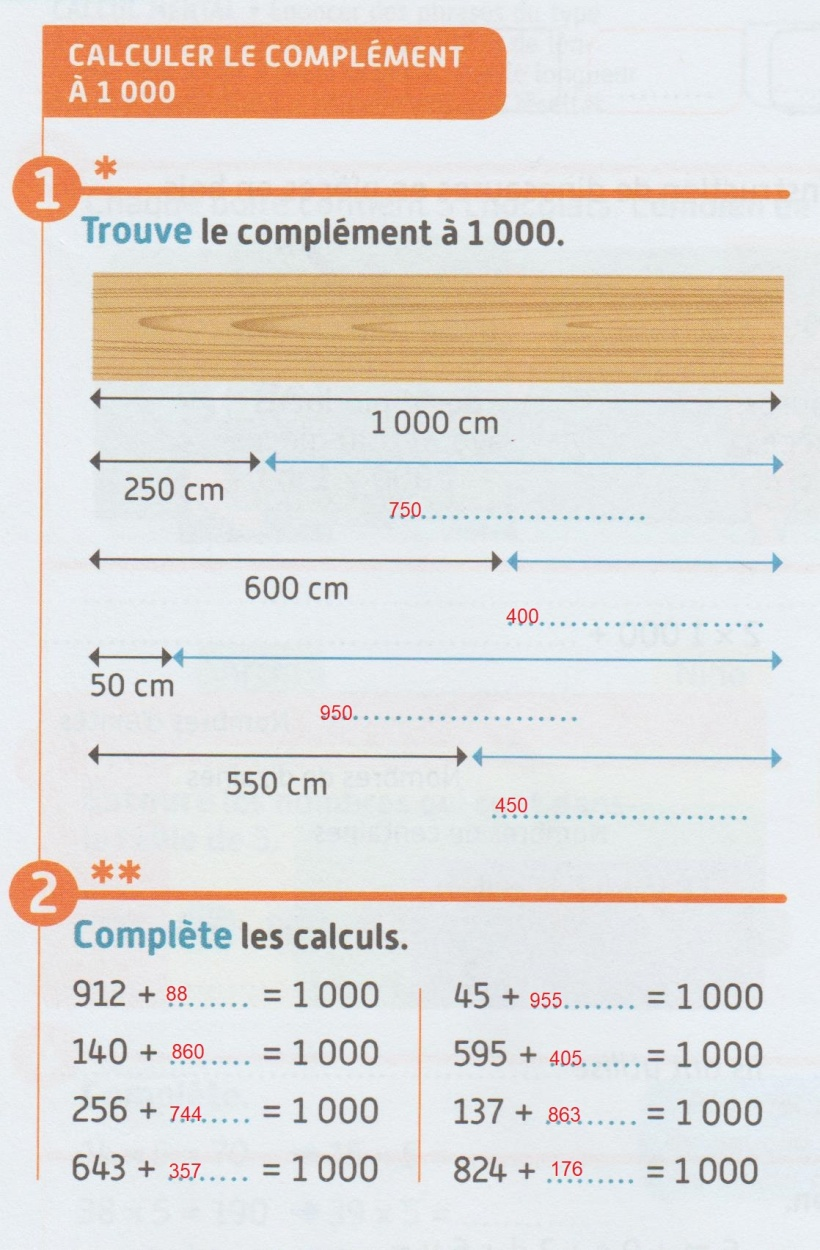 CALCULER LE COMPLÉMENT
À 1 000
1 *
Trouve le complément à 1 000.
1 000 cm
250 cm
750
600 cm
400
50 cm
950
550 cm
450
2 **
Complète les calculs.
912 + 88 = 1 000
140 + 860 = 1 000
256 + 744 = 1 000
643 + 357 = 1 000
45 + 955 = 1 000
595 + 405 = 1 000
137 + 863 = 1 000
824 + 176 = 1 000